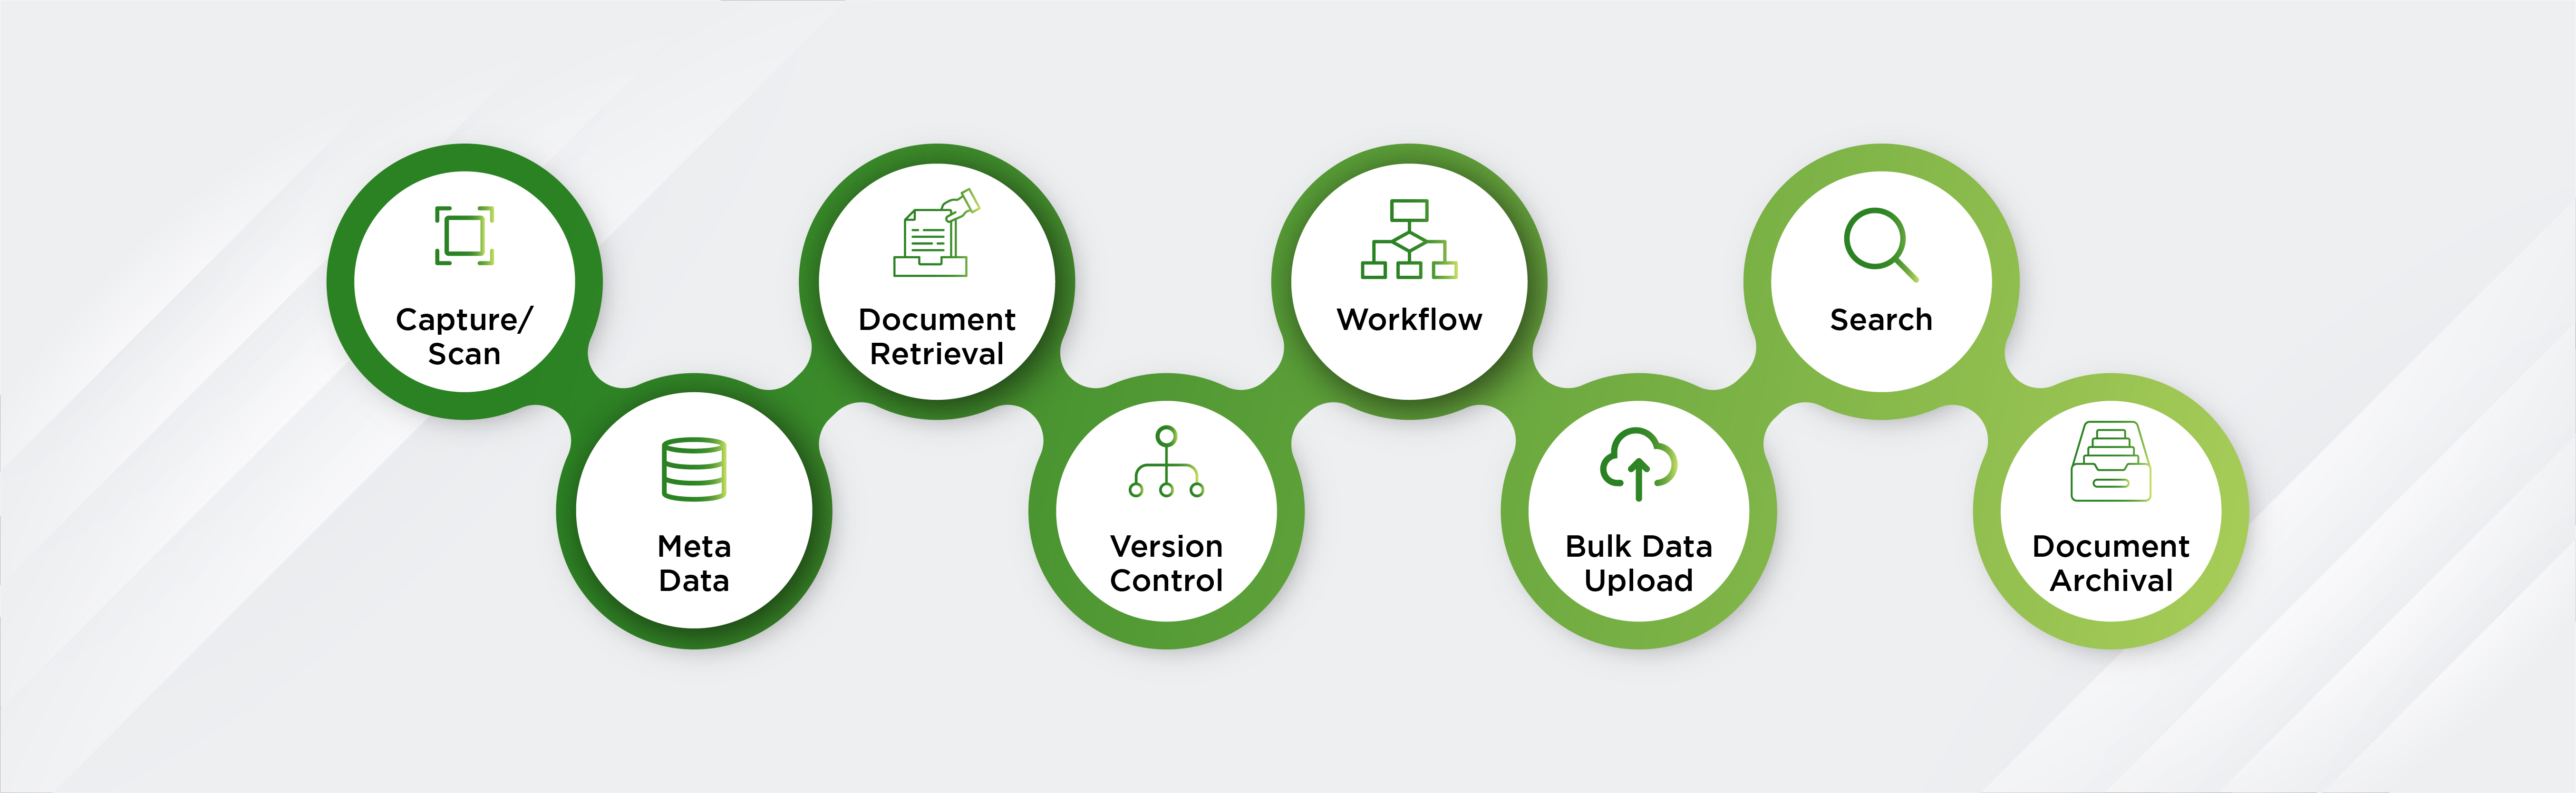 Capture/
Scan
Meta
Data
Document
Retrieval
Version
Control
Workflow
Bulk Data
Upload
Search
Document
Archival